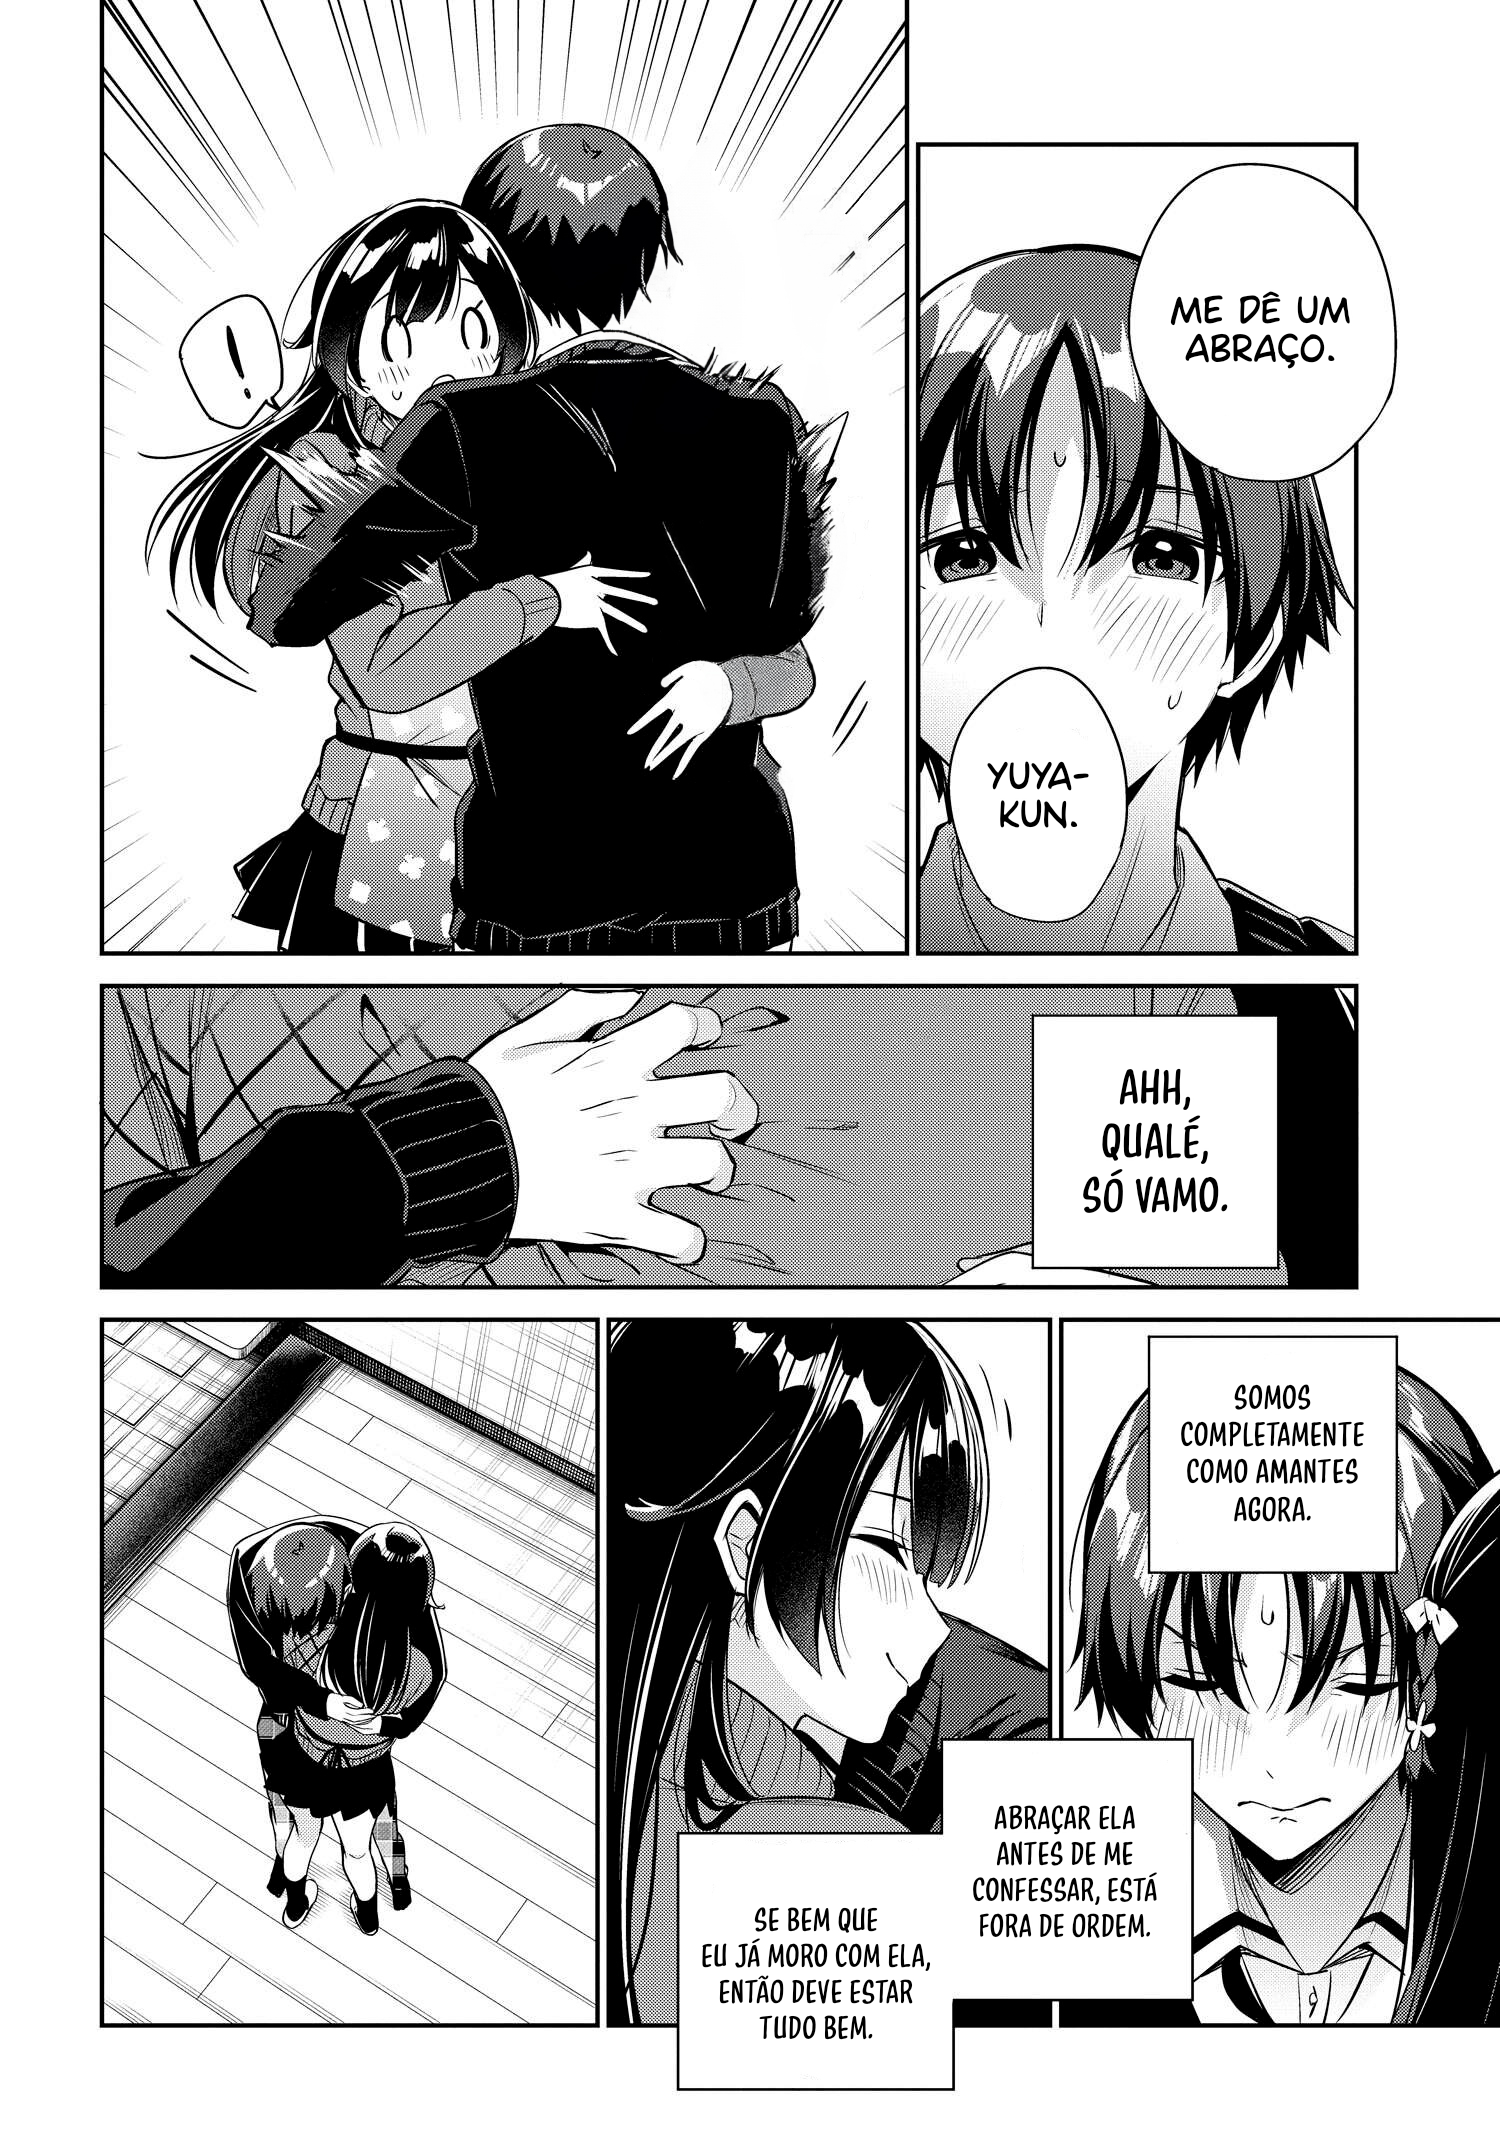 ME DÊ UM
ABRAÇO.
YUYA-
KUN.
!
AHH,
QUALÉ,
SÓ VAMO.
SOMOS
COMPLETAMENTE
COMO AMANTES
AGORA.
ABRAÇAR ELA
ANTES DE ME
CONFESSAR, ESTÁ
FORA DE ORDEM.
SE BEM QUE
EU JÁ MORO COM ELA,
ENTÃO DEVE ESTAR
TUDO BEM.